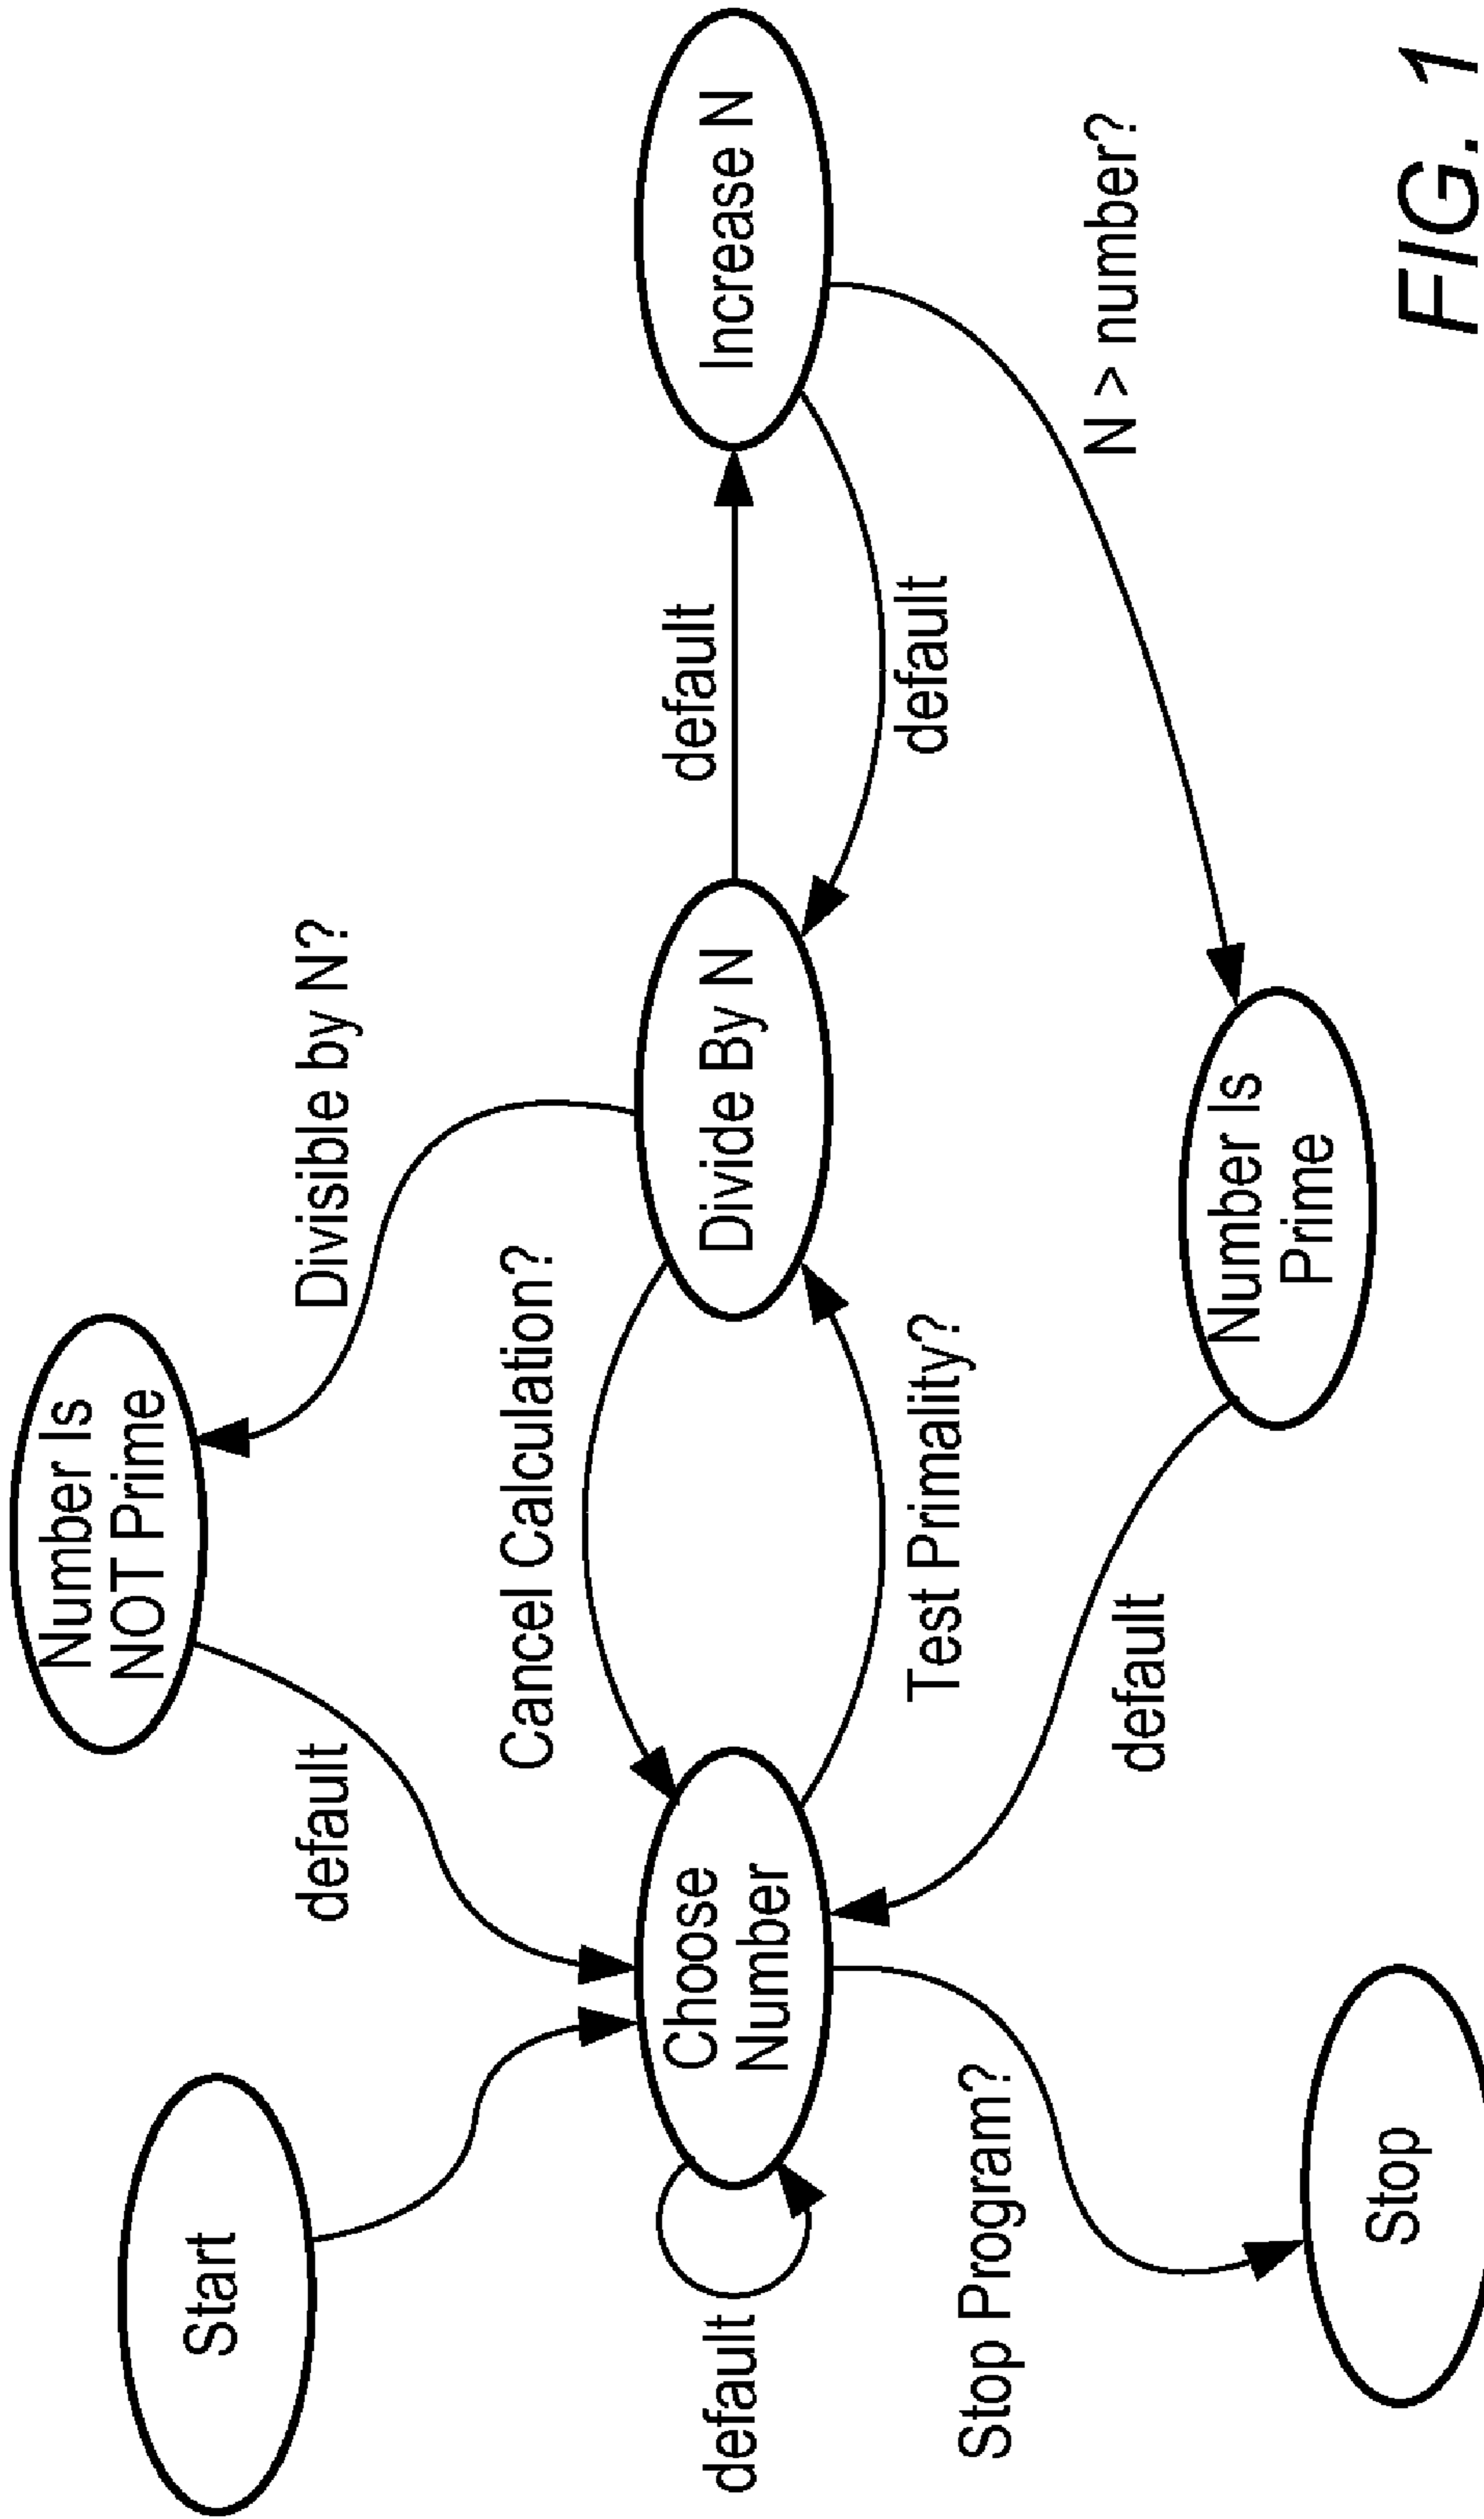 Number Is
NOT Prime
Start
default
Divisible by N?
Cancel Calculation?
default
Choose
Number
Divide By N
Increase N
default
default
Test Primality?
Stop Program?
N > number?
default
Number Is
Prime
Stop
FIG. 1